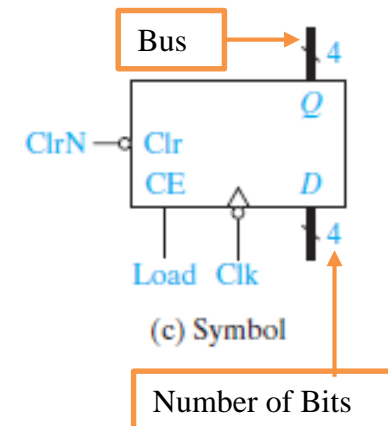 Bus
4
Q
ClrN Clr
CE D
4
Load Clk
(c) Symbol
Number of Bits